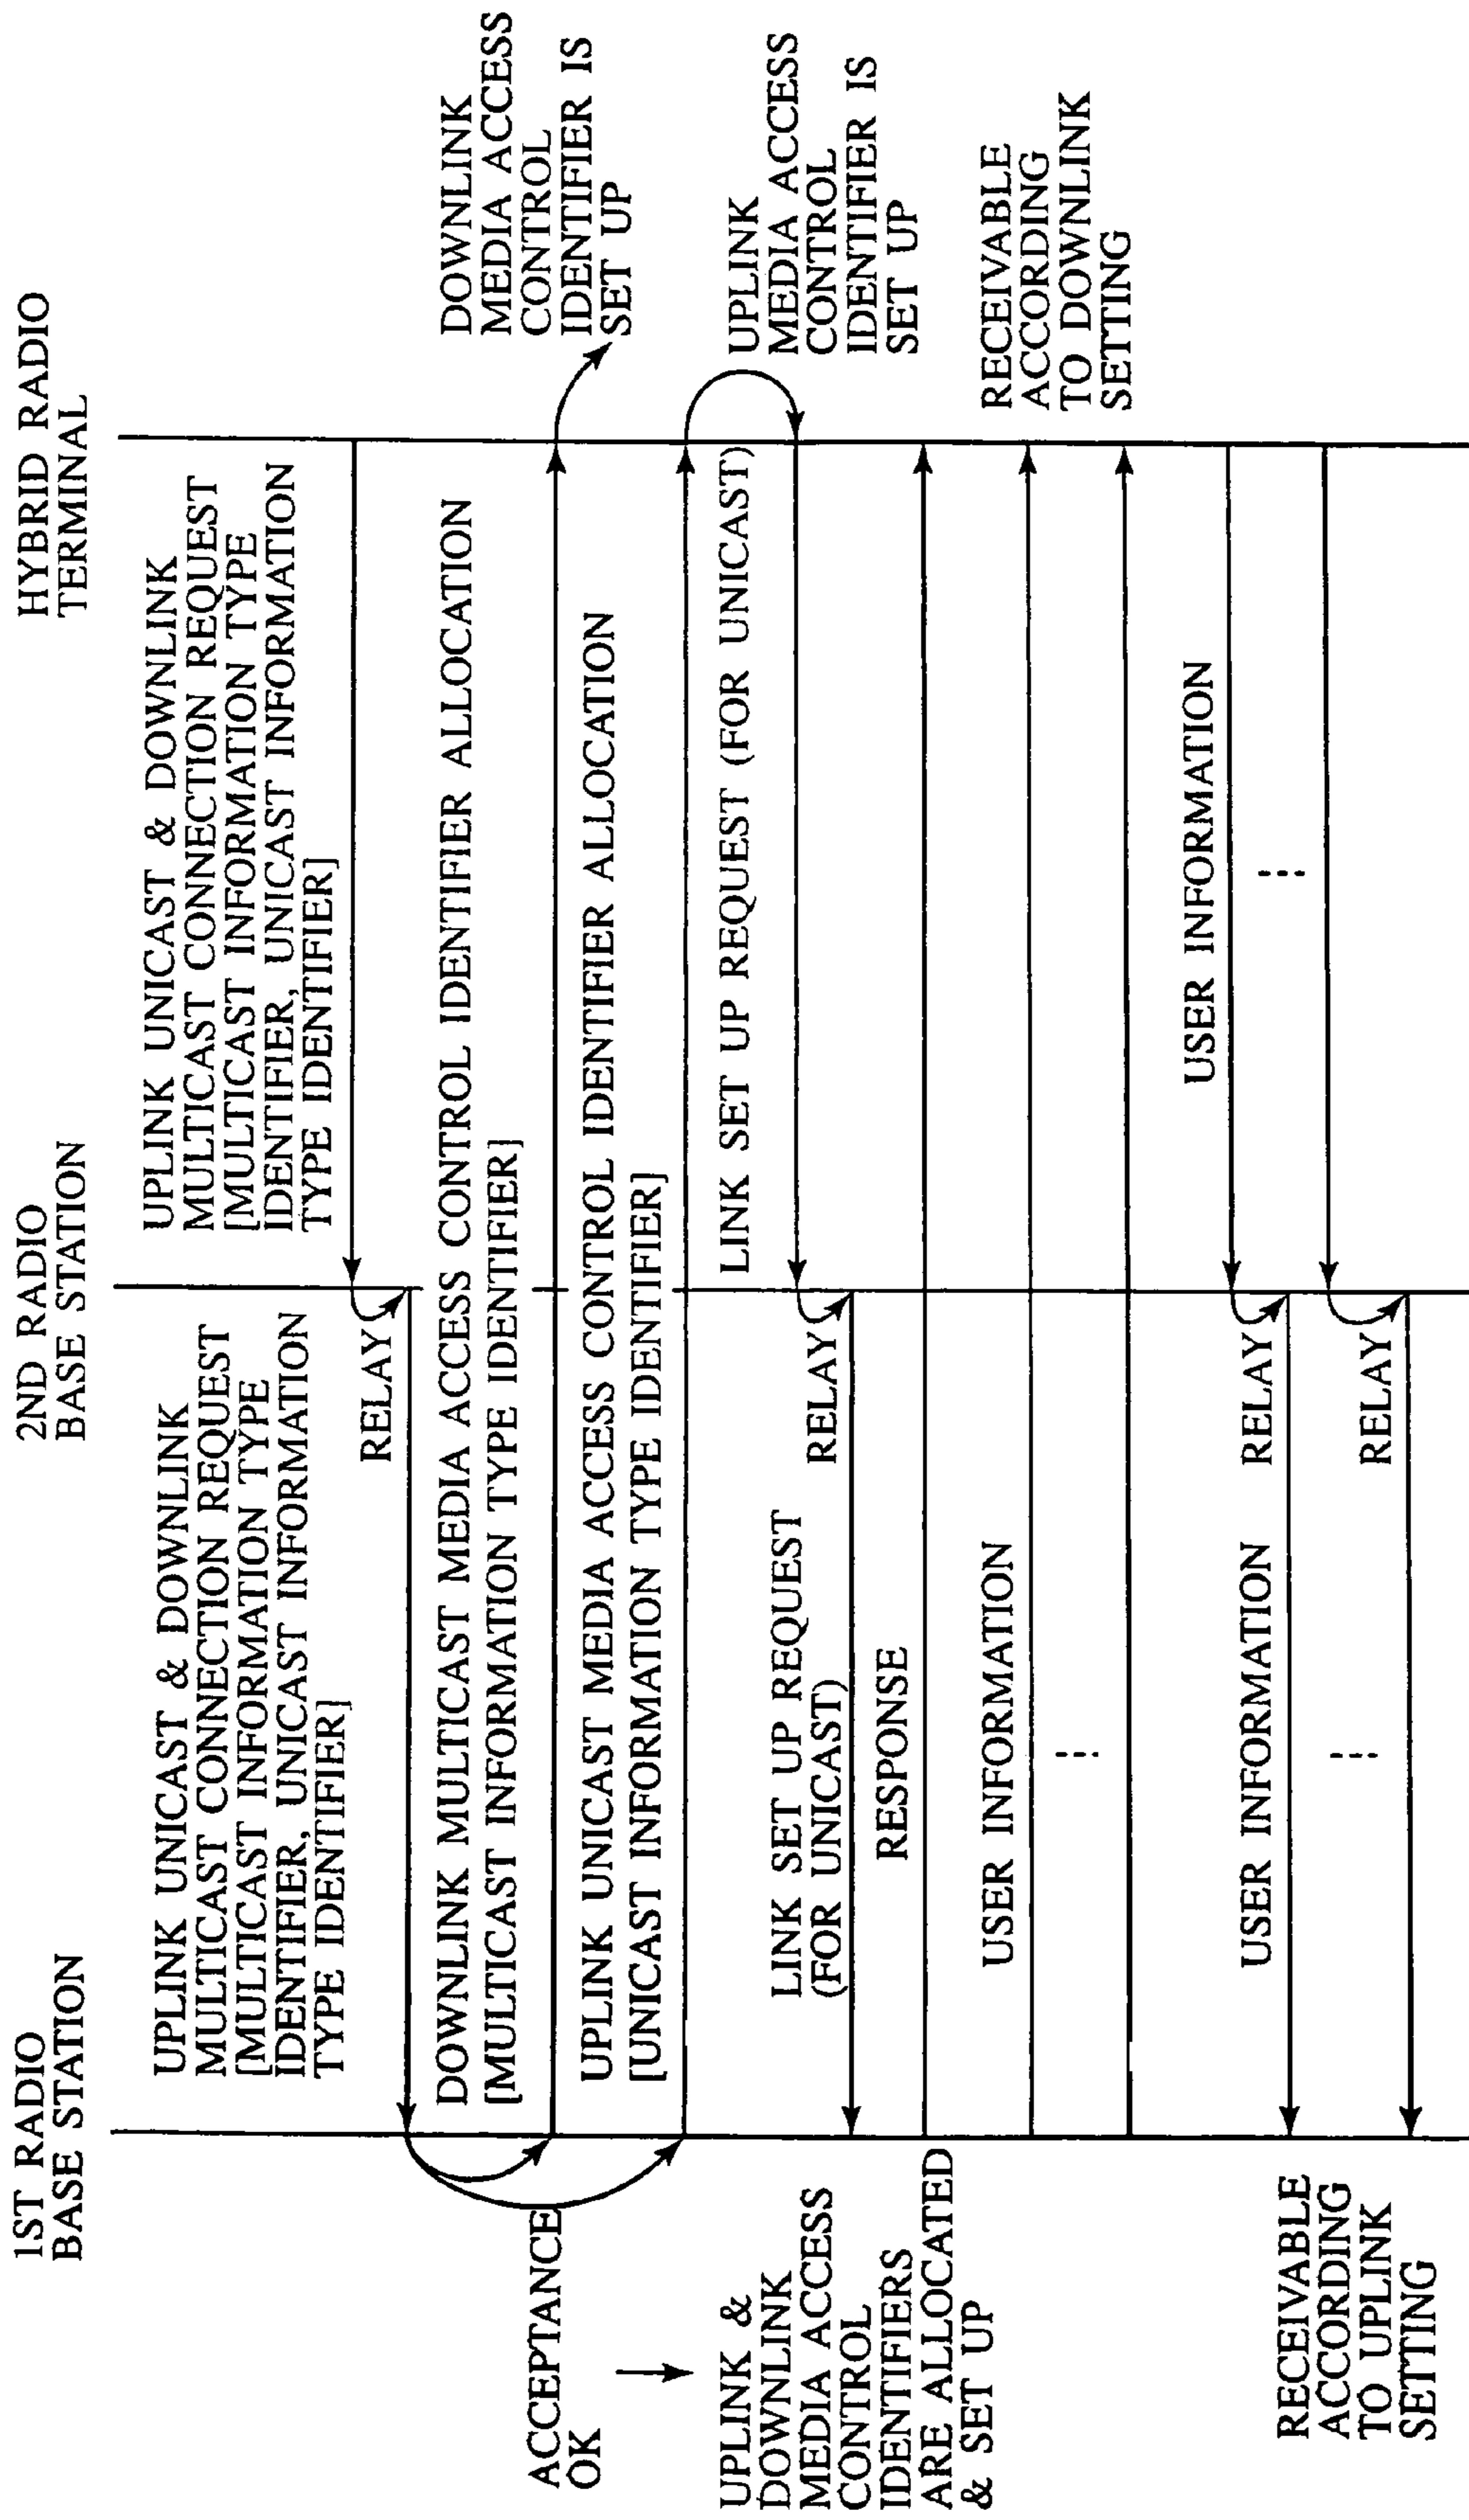 1ST RADIO
BASE STATION
2ND RADIO
BASE STATION
HYBRID RADIO
TERMINAL
UPLINK UNICAST & DOWNLINK
MULTICAST CONNECTION REQUEST
[MULTICAST INFORMATION TYPE
IDENTIFIER, UNICAST INFORMATION
TYPE IDENTIFIER]
UPLINK UNICAST & DOWNLINK
MULTICAST CONNECTION REQUEST
[MULTICAST INFORMATION TYPE
IDENTIFIER, UNICAST INFORMATION
TYPE IDENTIFIER]
RELAY
DOWNLINK MULTICAST MEDIA ACCESS CONTROL IDENTIFIER ALLOCATION
[MULTICAST INFORMATION TYPE IDENTIFIER]
DOWNLINK
MEDIA ACCESS
CONTROL
IDENTIFIER IS
SET UP
ACCEPTANCE
OK
UPLINK UNICAST MEDIA ACCESS CONTROL IDENTIFIER ALLOCATION
[UNICAST INFORMATION TYPE IDENTIFIER]
UPLINK &
DOWNLINK
MEDIA ACCESS
CONTROL
IDENTIFIERS
ARE ALLOCATED
& SET UP
LINK SET UP REQUEST (FOR UNICAST)
UPLINK
MEDIA ACCESS
CONTROL
IDENTIFIER IS
SET UP
LINK SET UP REQUEST
(FOR UNICAST)
RELAY
RESPONSE
USER INFORMATION
RECEIVABLE
ACCORDING
TO DOWNLINK
SETTING
USER INFORMATION
USER INFORMATION
RELAY
RELAY
RECEIVABLE
ACCORDING
TO UPLINK
SETTING